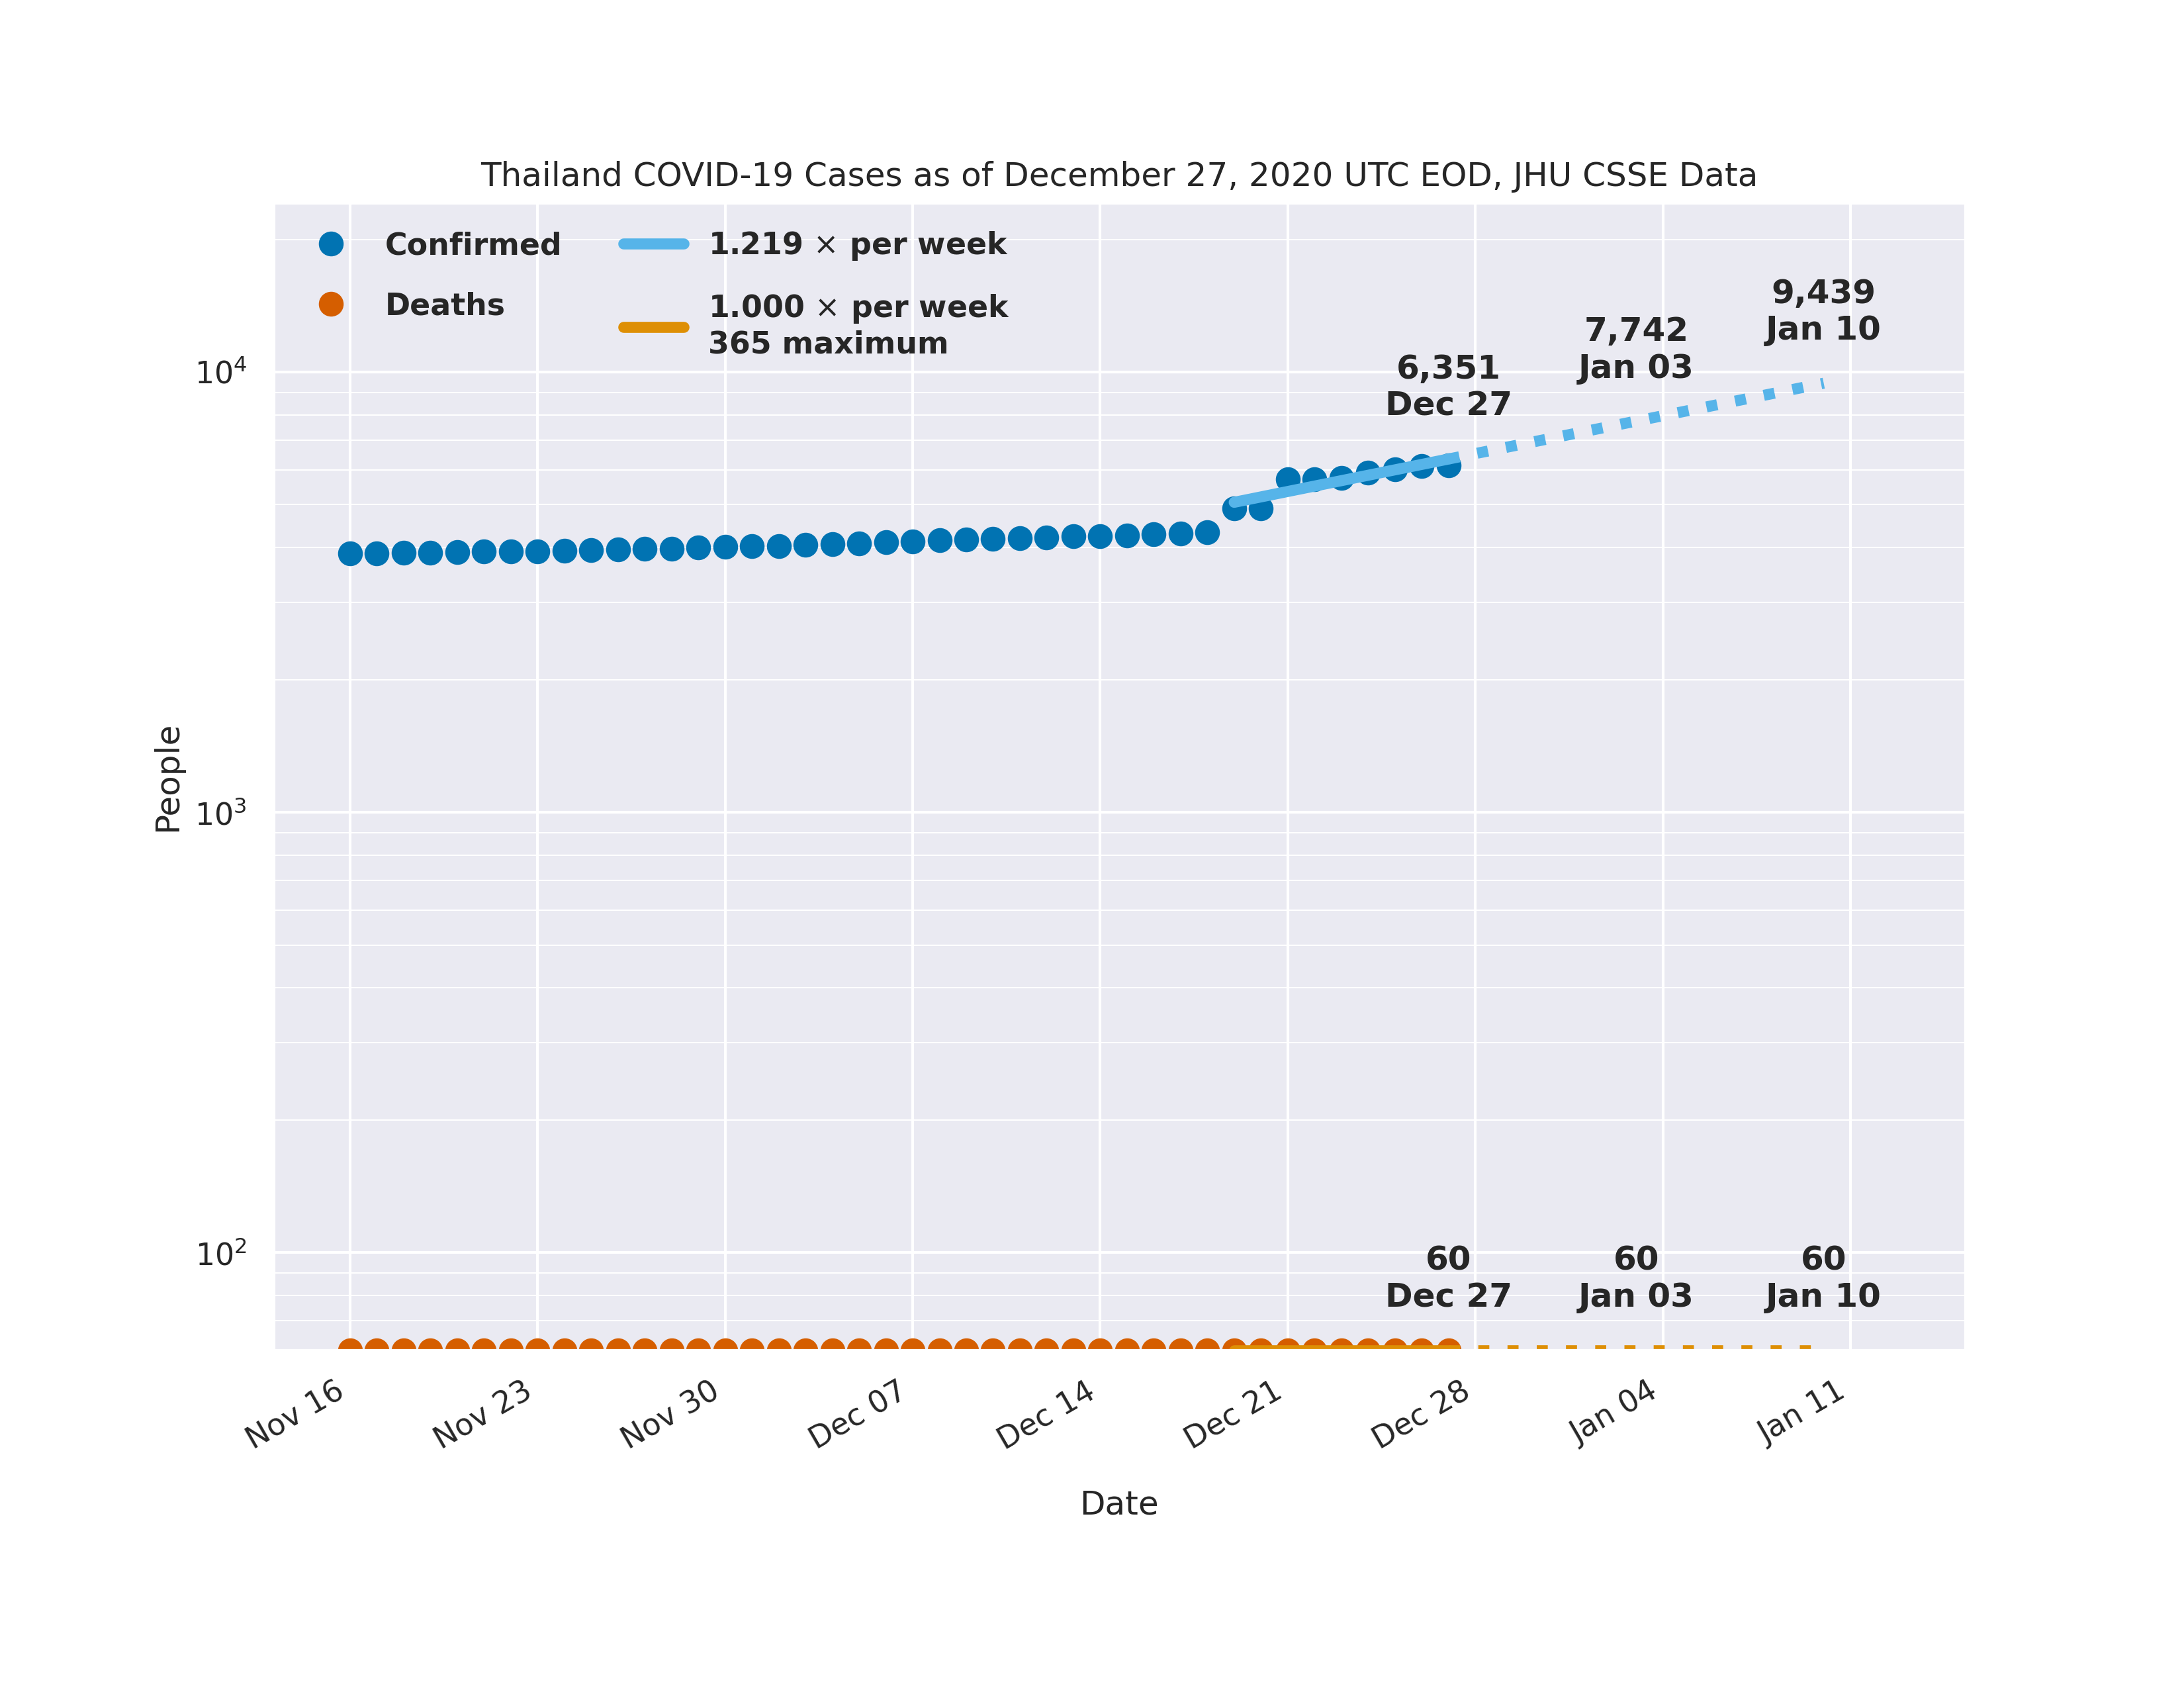 Thailand COVID-19 Cases as of December 27, 2020 UTC EOD, JHU CSSE Data
Confirmed
Deaths
1.219 × per week
1.000 × per week
365 maximum
9,439
Jan 10
7,742
Jan 03
6,351
Dec 27
10⁴
10³
10²
People
60
Dec 27
60
Jan 03
60
Jan 10
Nov 16
Nov 23
Nov 30
Dec 07
Dec 14
Dec 21
Dec 28
Jan 04
Jan 11
Date